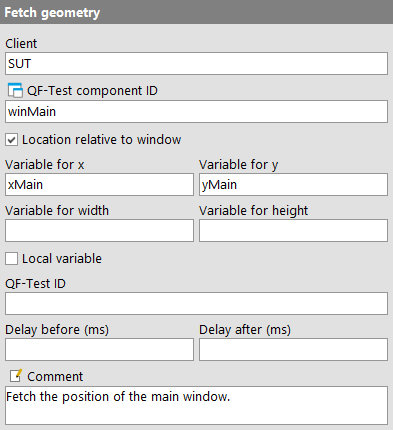 Fetch geometry
Client
SUT
QF-Test component ID
winMain
Location relative to window
Variable for x Variable for y
xMain yMain
Variable for width Variable for height
Local variable
QF-Test ID
Delay before (ms) Delay after (ms)
Comment
Fetch the position of the main window.